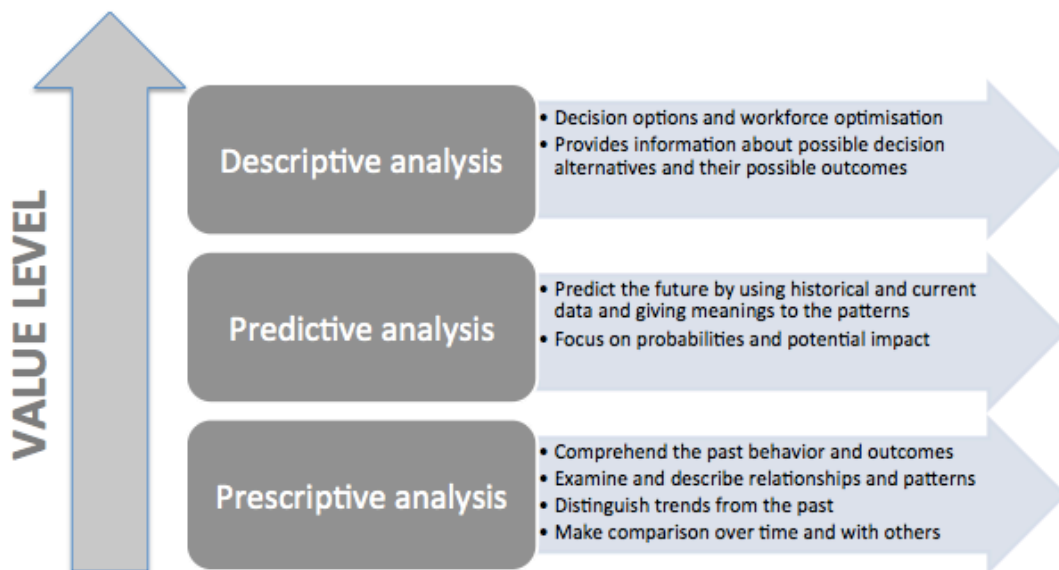 VALUE LEVEL
Descriptive analysis
• Decision options and workforce optimisation
• Provides information about possible decision
alternatives and their possible outcomes
Predictive analysis
• Predict the future by using historical and current
data and giving meanings to the patterns
• Focus on probabilities and potential impact
Prescriptive analysis
• Comprehend the past behavior and outcomes
• Examine and describe relationships and patterns
• Distinguish trends from the past
• Make comparison over time and with others